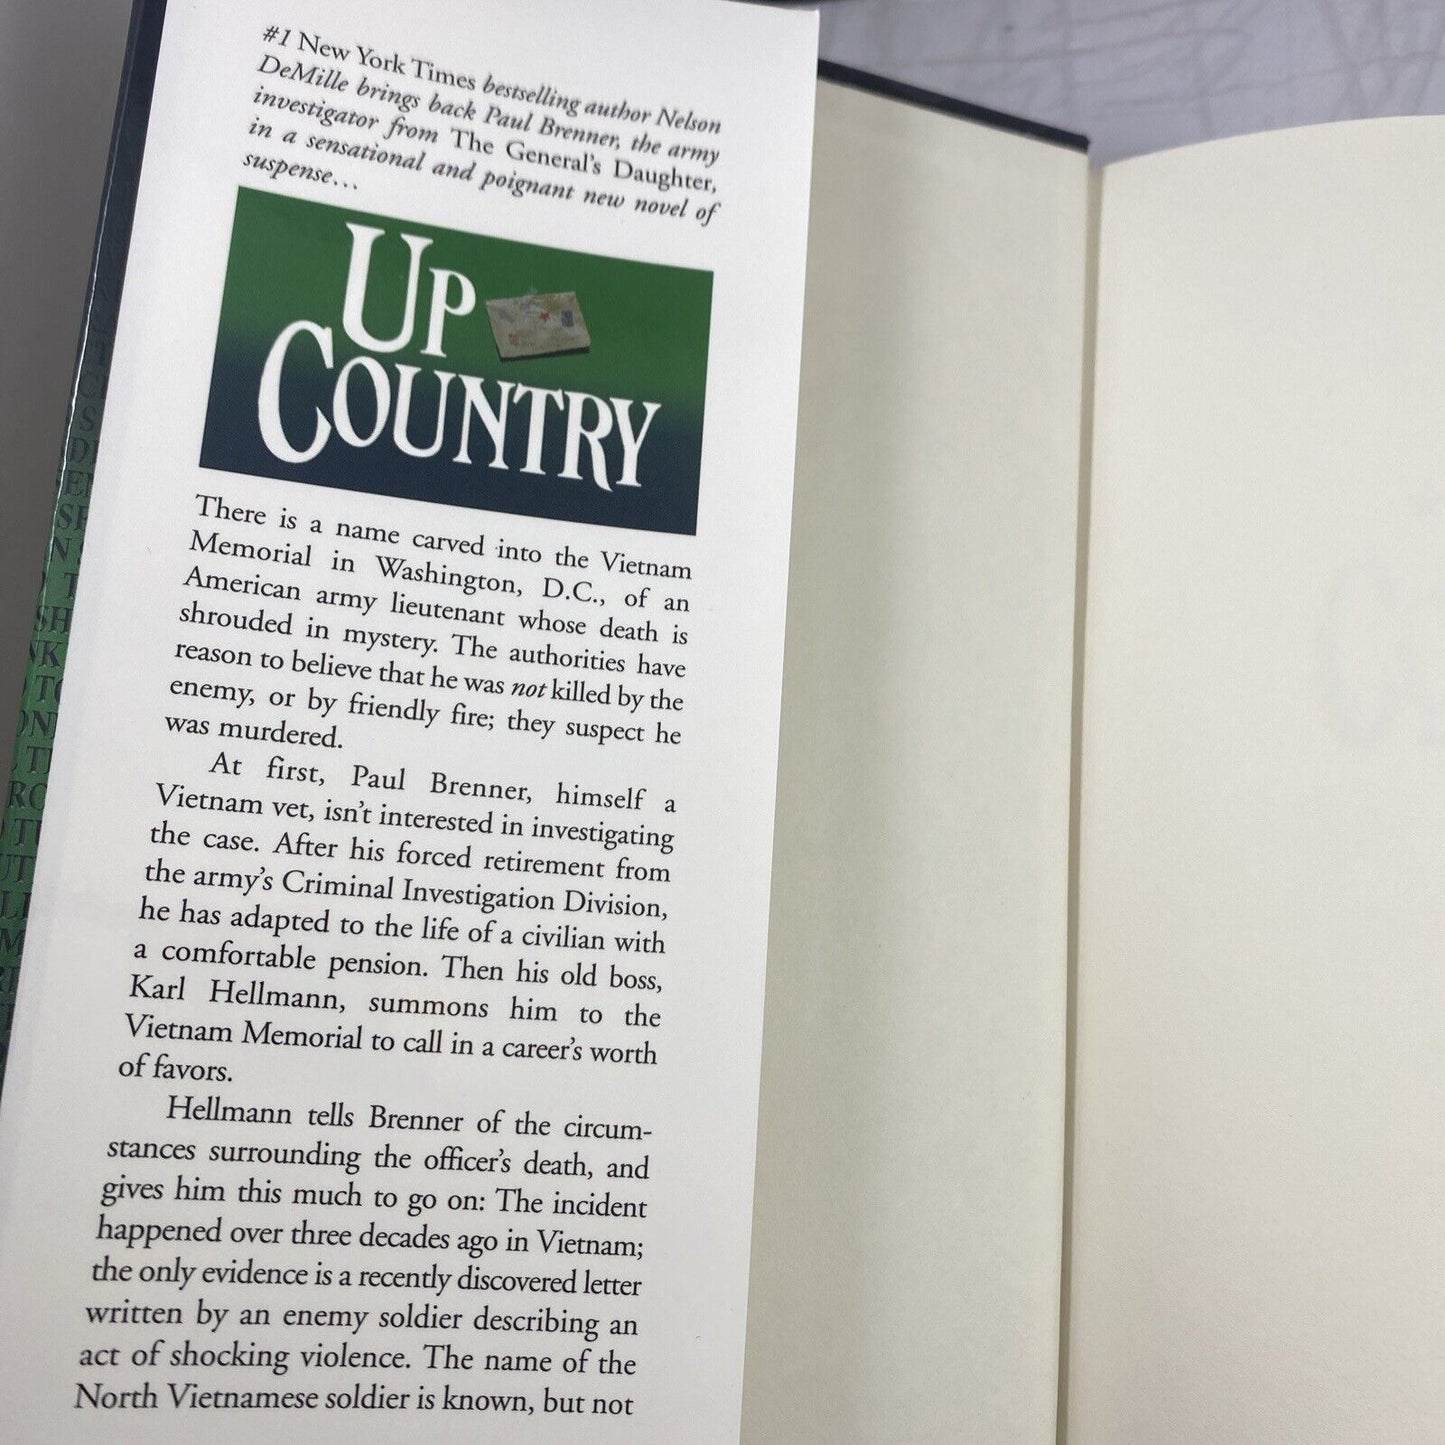 #1 New York Times bestselling author Nelson
DeMille brings back Paul Brenner, the army
investigator from The General's Daughter,
in a sensational and poignant new novel of
suspense...
UP
COUNTRY
There is a name carved into the Vietnam
Memorial in Washington, D.C., of an
American army lieutenant whose death is
shrouded in mystery. The authorities have
reason to believe that he was not killed by the
enemy, or by friendly fire; they suspect he
was murdered.
At first, Paul Brenner, himself a
Vietnam vet, isn't interested in investigating
the case. After his forced retirement from
the army's Criminal Investigation Division,
he has adapted to the life of a civilian with
a comfortable pension. Then his old boss,
Karl Hellmann, summons him to the
Vietnam Memorial to call in a career's worth
of favors.
Hellmann tells Brenner of the circum-
stances surrounding the officer's death, and
gives him this much to go on: The incident
happened over three decades ago in Vietnam;
the only evidence is a recently discovered letter
written by an enemy soldier describing an
act of shocking violence. The name of the
North Vietnamese soldier is known, but not